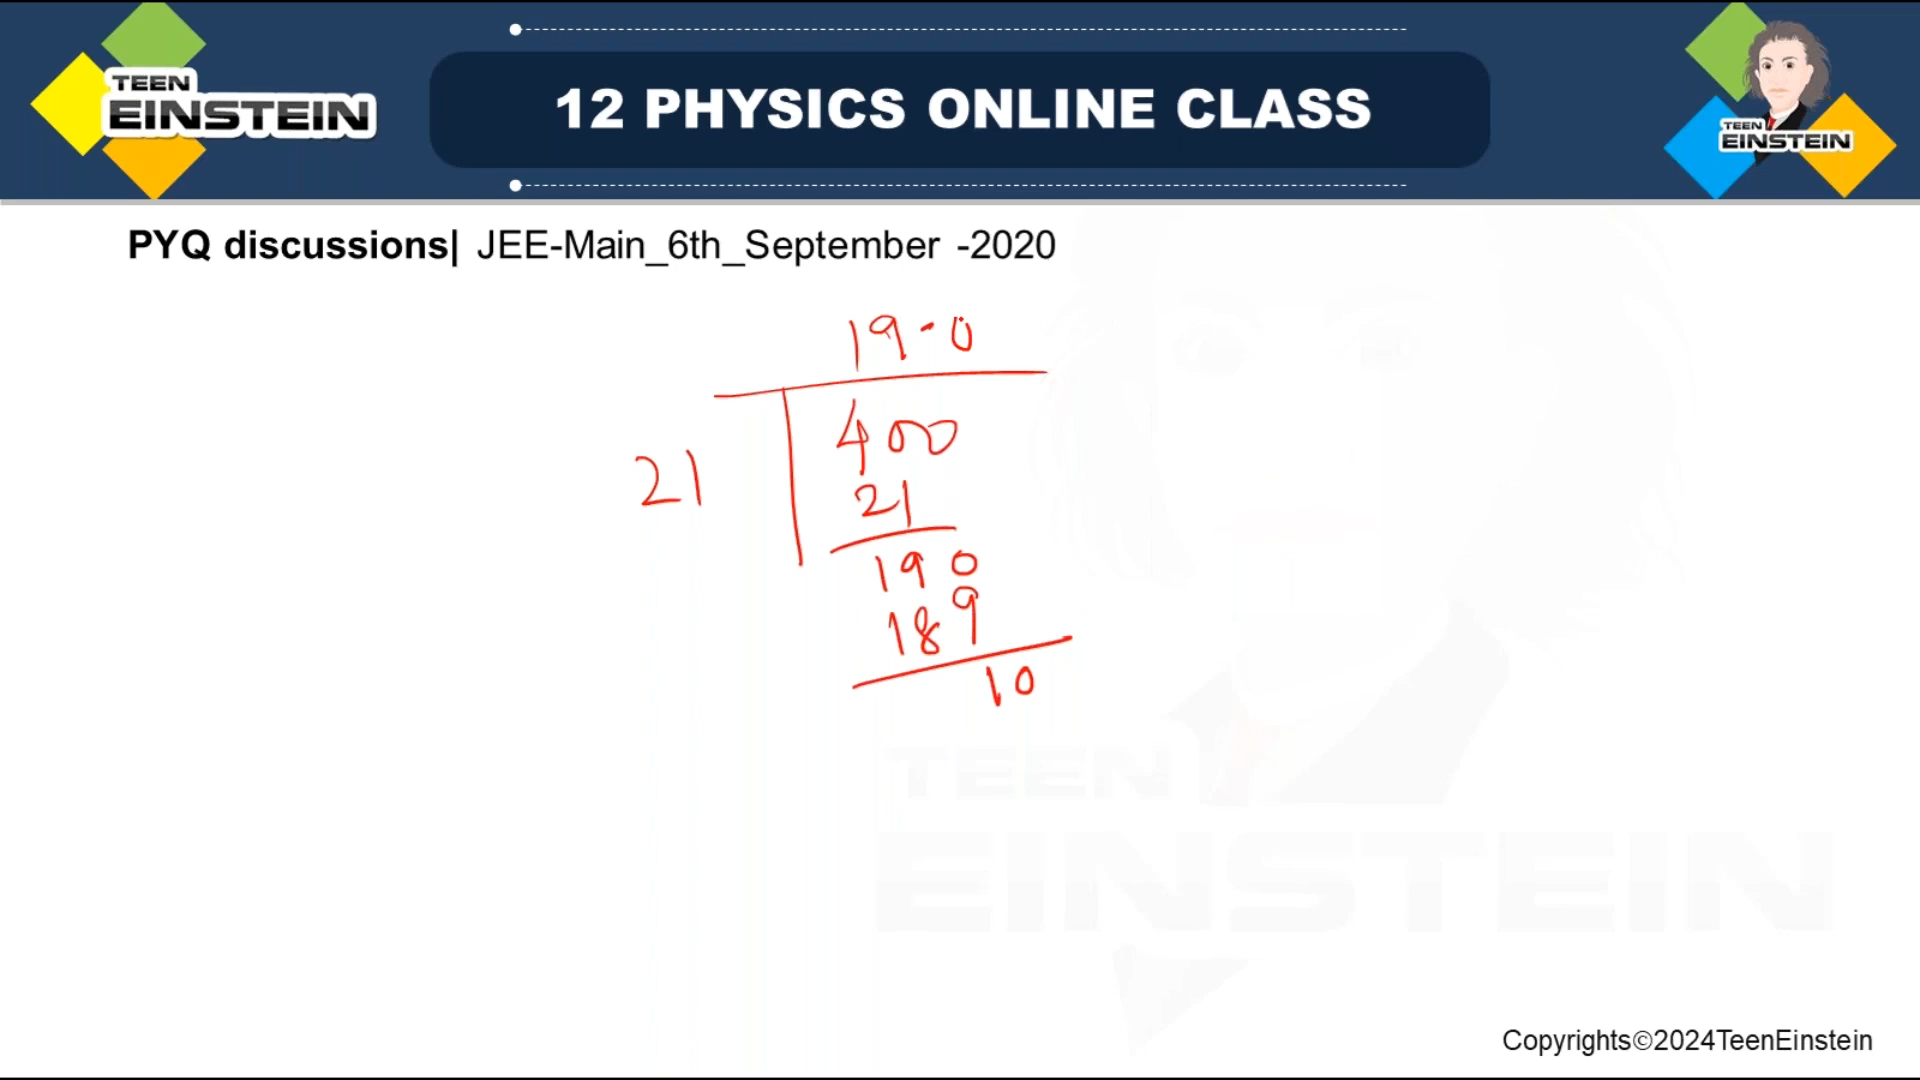 TEEN
EINSTEIN
12 PHYSICS ONLINE CLASS
TEEN
EINSTEIN
PYQ discussions| JEE-Main_6th_September -2020
19.0
21 400
21
190
189
10
TEEN
EINSTEIN
Copyrights©2024TeenEinstein